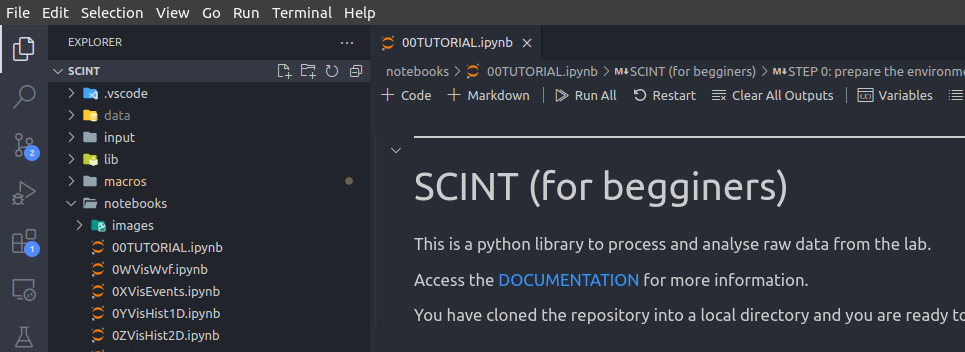 File Edit Selection View Go Run Terminal Help
EXPLORER ···
SCINT
.vscode
data
input
lib
macros
notebooks
images
00TUTORIAL.ipynb
0WVisWvf.ipynb
0XVisEvents.ipynb
0YVisHist1D.ipynb
0ZVisHist2D.ipynb
2
1
00TUTORIAL.ipynb
notebooks > 00TUTORIAL.ipynb > M↓SCINT (for begginers) > M↓STEP 0: prepare the environme
+ Code + Markdown Run All Restart Clear All Outputs Variables
SCINT (for begginers)
This is a python library to process and analyse raw data from the lab.
Access the DOCUMENTATION for more information.
You have cloned the repository into a local directory and you are ready to